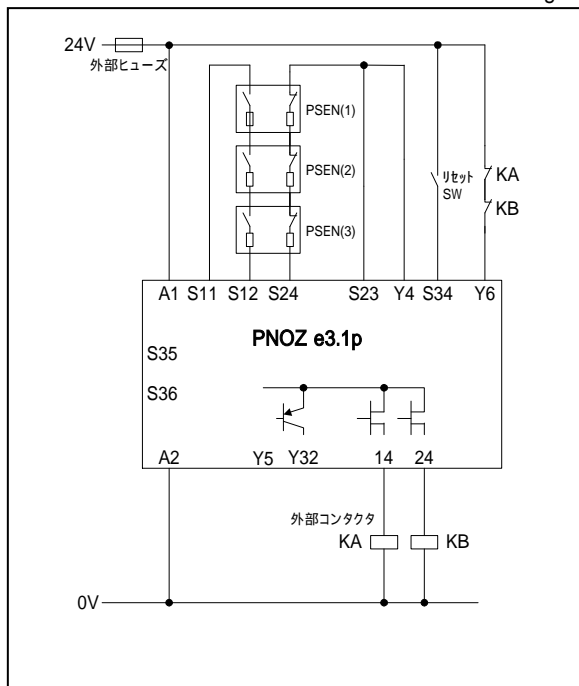 g
24V
外部ヒューズ
PSEN(1)
PSEN(2)
PSEN(3)
リセット
SW
KA
KB
A1 S11 S12 S24 S23 Y4 S34 Y6
PNOZ e3.1p
S35
S36
A2 Y5 Y32 14 24
外部コンタクタ
KA KB
0V